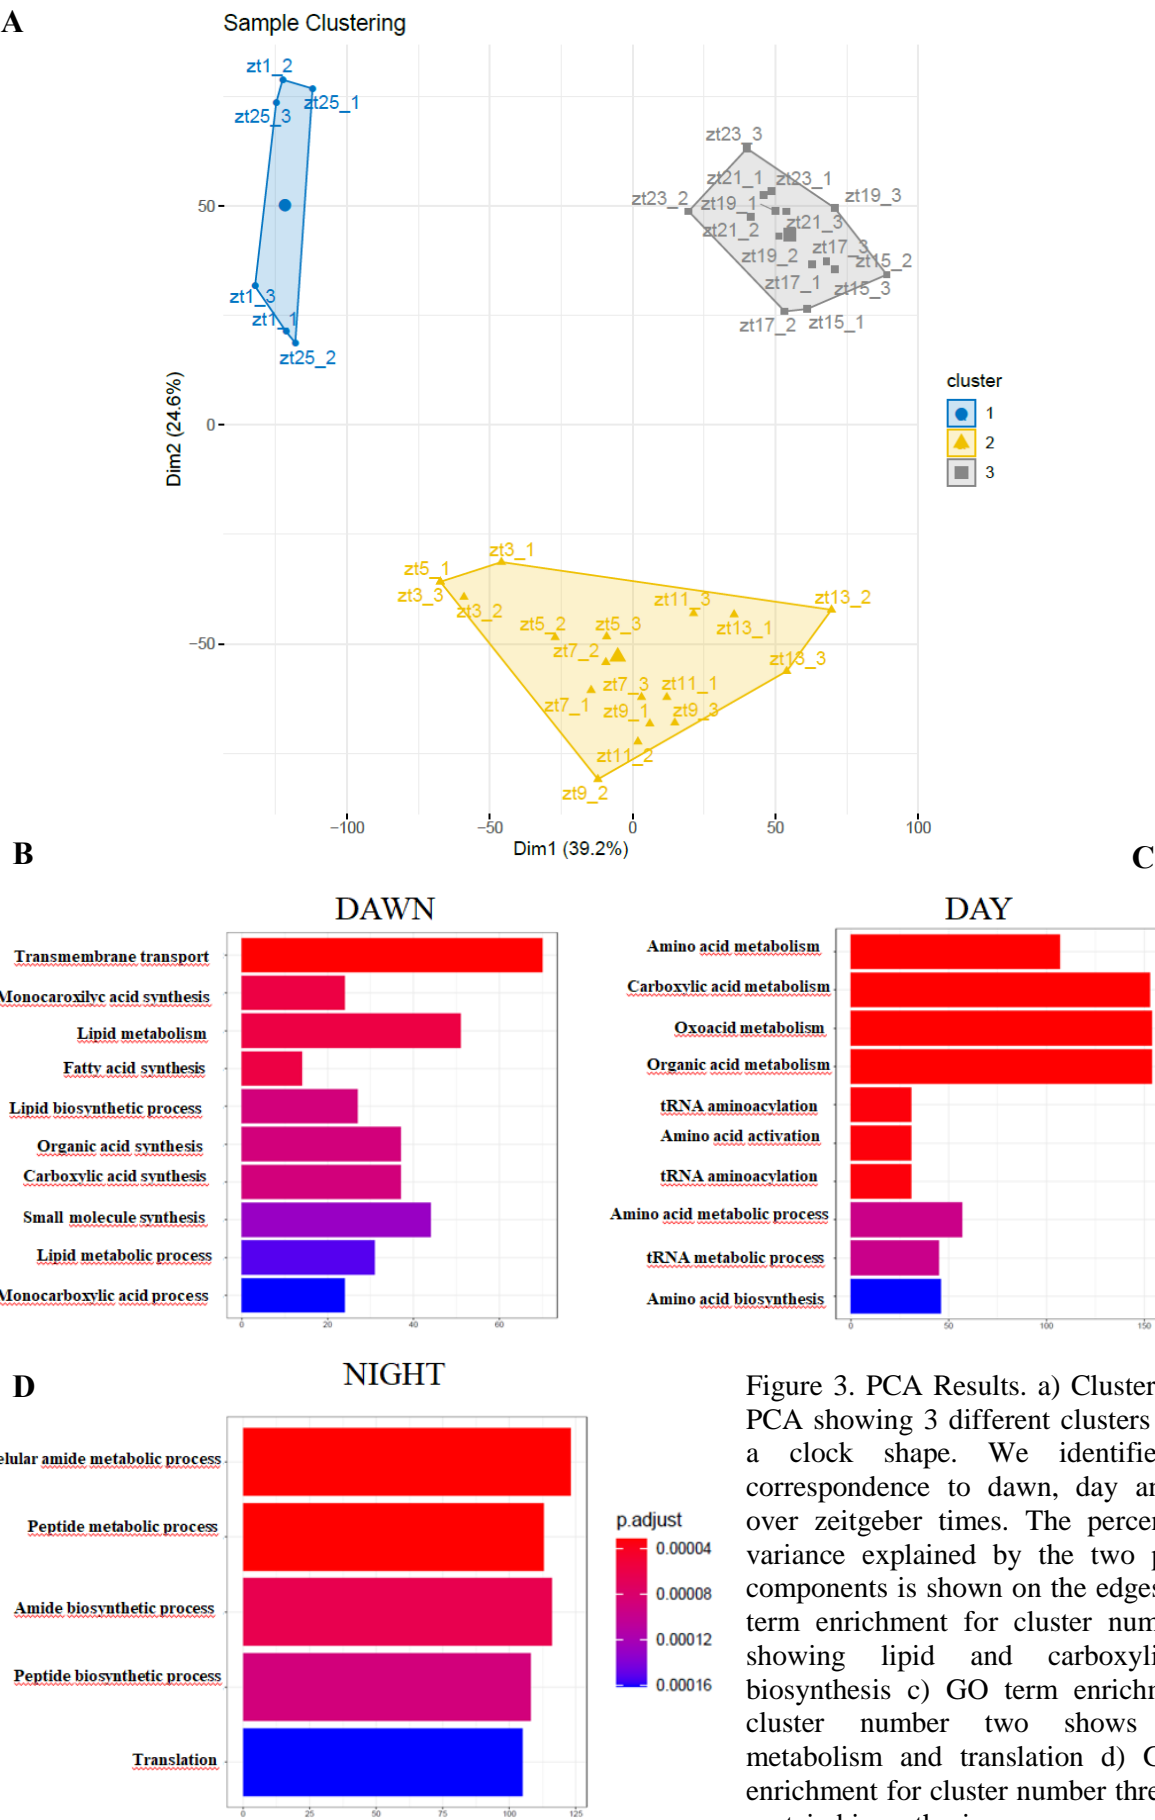 A
Sample Clustering
zt1_2
zt25_1
zt25_3
zt1_3
zt1_1
zt25_2
zt23_3
zt21_1
zt23_1
zt23_2
zt19_1
zt19_3
zt21_2
zt21_3
zt19_2
zt17_3
zt15_2
zt17_1
zt15_3
zt17_2
zt15_1
50
0
−50
Dim2 (24.6%)
cluster
1
2
3
zt3_1
zt5_1
zt3_3
zt3_2
zt11_3
zt13_2
zt5_2
zt5_3
zt13_1
zt7_2
zt13_3
zt7_3
zt11_1
zt7_1
zt9_1
zt9_3
zt11_2
zt9_2
−100
−50
0
50
100
Dim1 (39.2%)
B
DAWN
Transmembrane transport
Monocaroxilyc acid synthesis
Lipid metabolism
Fatty acid synthesis
Lipid biosynthetic process
Organic acid synthesis
Carboxylic acid synthesis
Small molecule synthesis
Lipid metabolic process
Monocarboxylic acid process
0 20 40 60
C
DAY
Amino acid metabolism
Carboxylic acid metabolism
Oxoacid metabolism
Organic acid metabolism
tRNA aminoacylation
Amino acid activation
tRNA aminoacylation
Amino acid metabolic process
tRNA metabolic process
Amino acid biosynthesis
0 50 100 150
D
NIGHT
elular amide metabolic process
Peptide metabolic process
Amide biosynthetic process
Peptide biosynthetic process
Translation
0 25 50 75 100 125
p.adjust
0.00004
0.00008
0.00012
0.00016
Figure 3. PCA Results. a) Cluster
PCA showing 3 different clusters
a clock shape. We identifie
correspondence to dawn, day a
over zeitgeber times. The percen
variance explained by the two p
components is shown on the edges
term enrichment for cluster num
showing lipid and carboxyli
biosynthesis c) GO term enrichn
cluster number two shows
metabolism and translation d) G
enrichment for cluster number thre